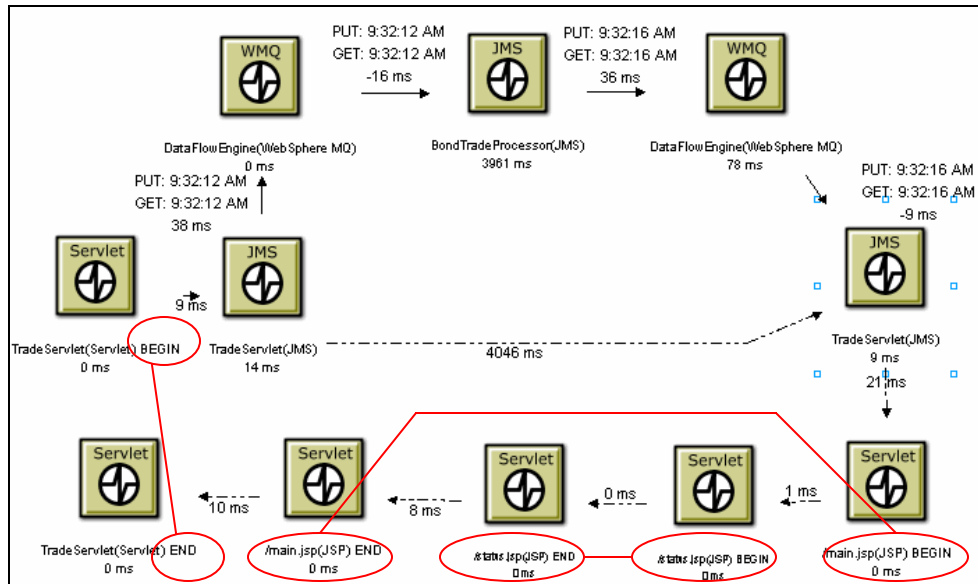 PUT: 9:32:12 AM
GET: 9:32:12 AM
-16 ms
PUT: 9:32:16 AM
GET: 9:32:16 AM
36 ms
WMQ
JMS
WMQ
DataFlowEngine(WebSphere MQ)
0 ms
BondTradeProcessor(JMS)
3961 ms
DataFlowEngine(WebSphere MQ)
78 ms
PUT: 9:32:12 AM
GET: 9:32:12 AM
38 ms
PUT: 9:32:16 AM
GET: 9:32:16 AM
-9 ms
Servlet
9 ms
JMS
JMS
TradeServlet(Servlet) BEGIN
0 ms
TradeServlet(JMS)
14 ms
4046 ms
TradeServlet(JMS)
9 ms
21 ms
Servlet
10 ms
Servlet
8 ms
Servlet
0 ms
Servlet
1 ms
Servlet
TradeServlet(Servlet) END
0 ms
/main.jsp(JSP) END
0 ms
/status.jsp(JSP) END
0 ms
/status.jsp(JSP) BEGIN
0 ms
/main.jsp(JSP) BEGIN
0 ms